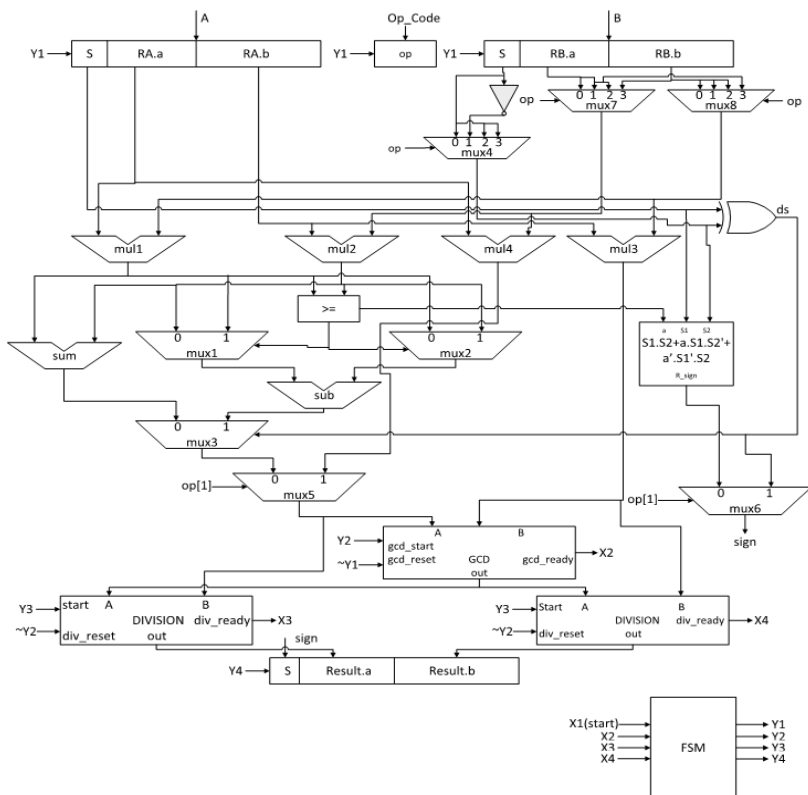 A Op_Code B
Y1 S RA.a RA.b Y1 op Y1 S RB.a RB.b
0 1 2 3 0 1 2 3
op mux7 mux8 op
0 1 2 3
op mux4
ds
mul1 mul2 mul4 mul3
>=
a S1 S2
0 1 0 1
S1.S2+a.S1.S2'+
sum mux1 mux2
a'.S1'.S2
R_sign
sub
0 1
mux3
0 1
op[1] mux5
0 1
op[1] mux6
sign
A B
Y2 gcd_start
~Y1 gcd_reset GCD gcd_ready X2
out
Y3 start A B
~Y2 div_reset DIVISION div_ready X3
out
Y3 Start A B
~Y2 div_reset DIVISION div_ready X4
out
sign
Y4 S Result.a Result.b
X1(start) Y1
X2 Y2
X3 FSM Y3
X4 Y4